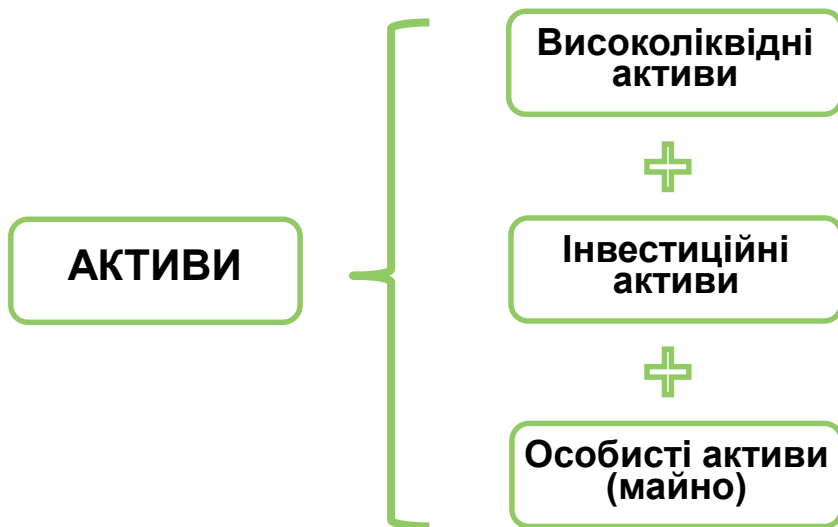 Високоліквідні
активи
АКТИВИ
Інвестиційні
активи
Особисті активи
(майно)